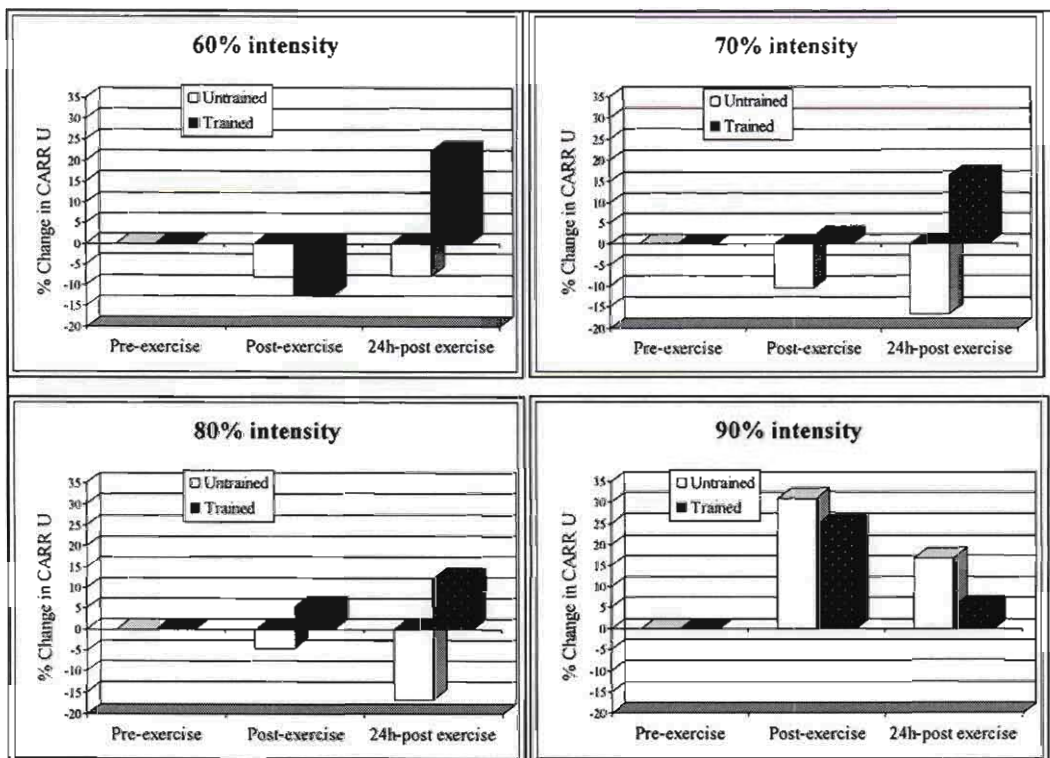 60% intensity
Untrained
Trained
% Change in CARR U
35
30
25
20
15
10
5
0
-5
-10
-15
-20
Pre-exercise Post-exercise 24h-post exercise
70% intensity
Untrained
Trained
% Change in CARR U
35
30
25
20
15
10
5
0
-5
-10
-15
-20
Pre-exercise Post-exercise 24h-post exercise
80% intensity
Untrained
Trained
% Change in CARR U
35
30
25
20
15
10
5
0
-5
-10
-15
-20
Pre-exercise Post-exercise 24h-post exercise
90% intensity
Untrained
Trained
% Change in CARR U
35
30
25
20
15
10
5
0
-5
-10
-15
-20
Pre-exercise Post-exercise 24h-post exercise